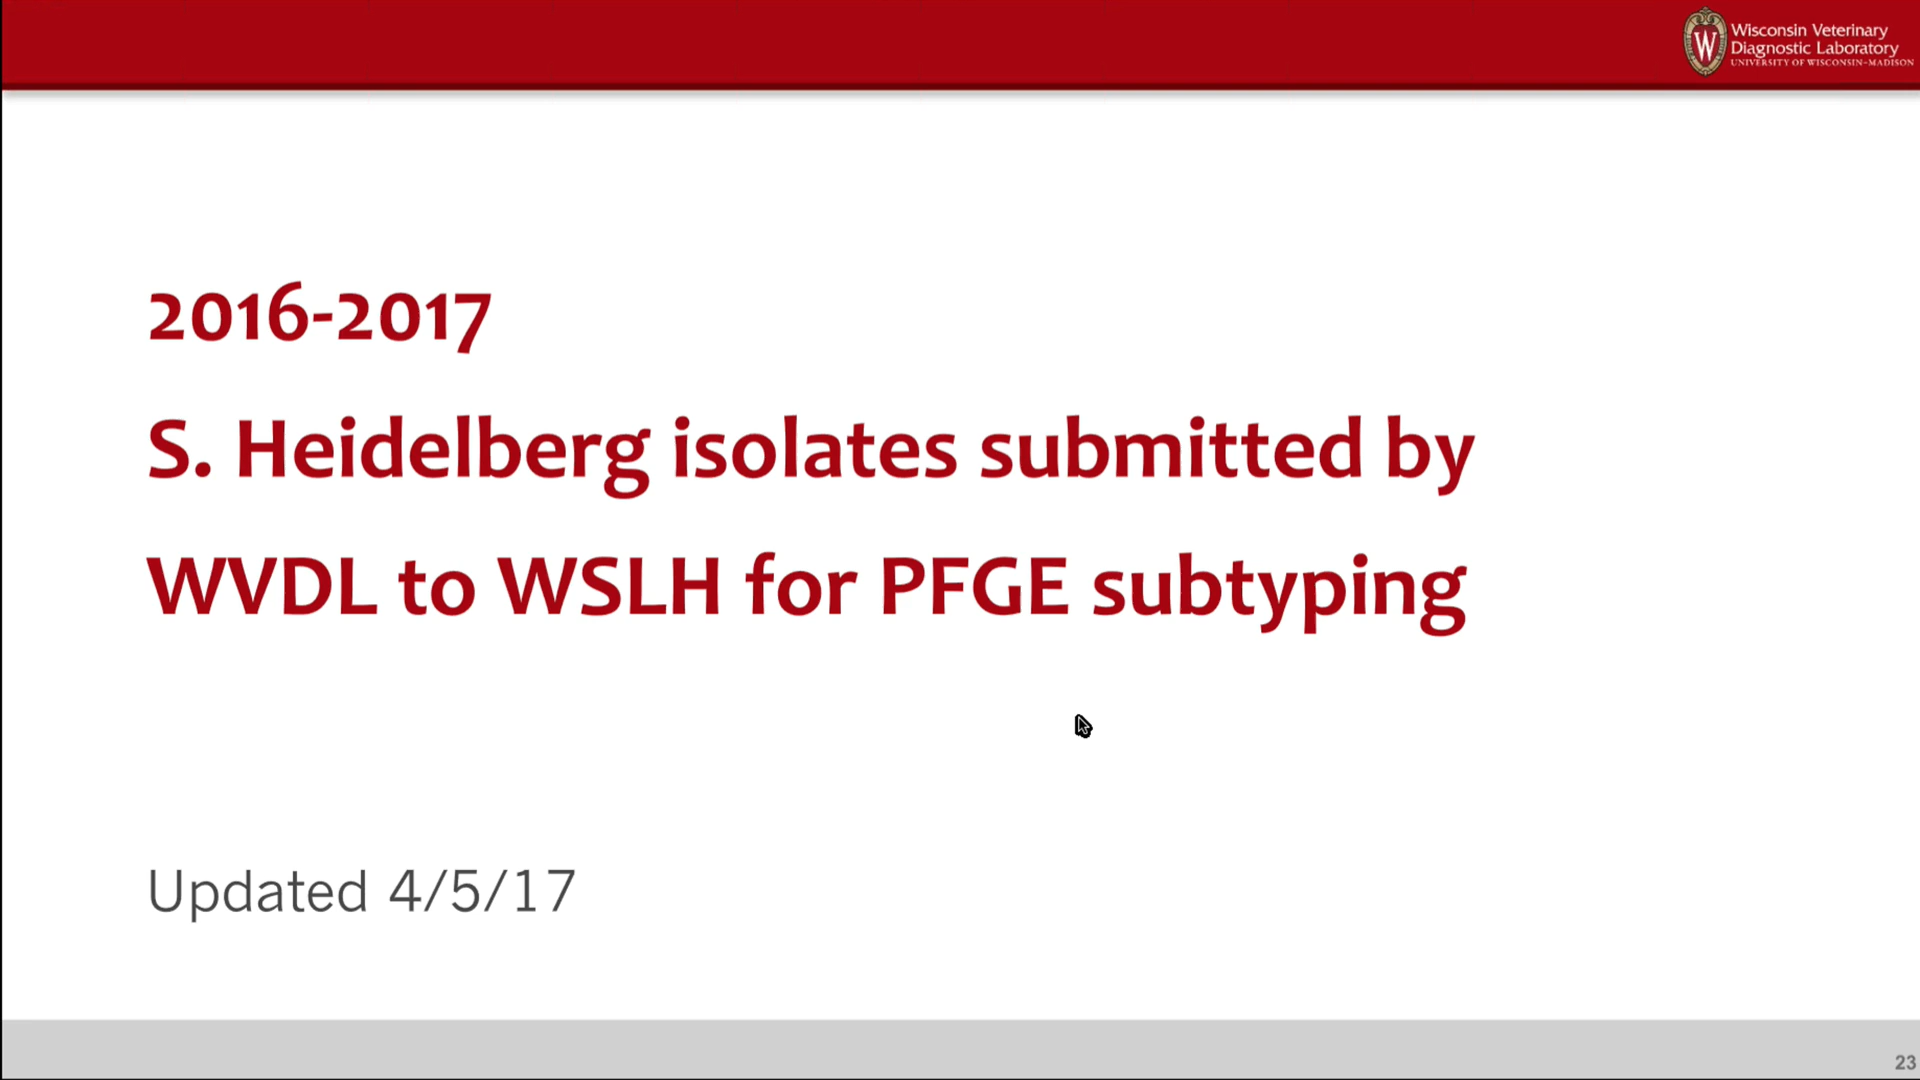 W
Wisconsin Veterinary
Diagnostic Laboratory
UNIVERSITY OF WISCONSIN-MADISON
2016-2017
S. Heidelberg isolates submitted by
WVDL to WSLH for PFGE subtyping
Updated 4/5/17
23